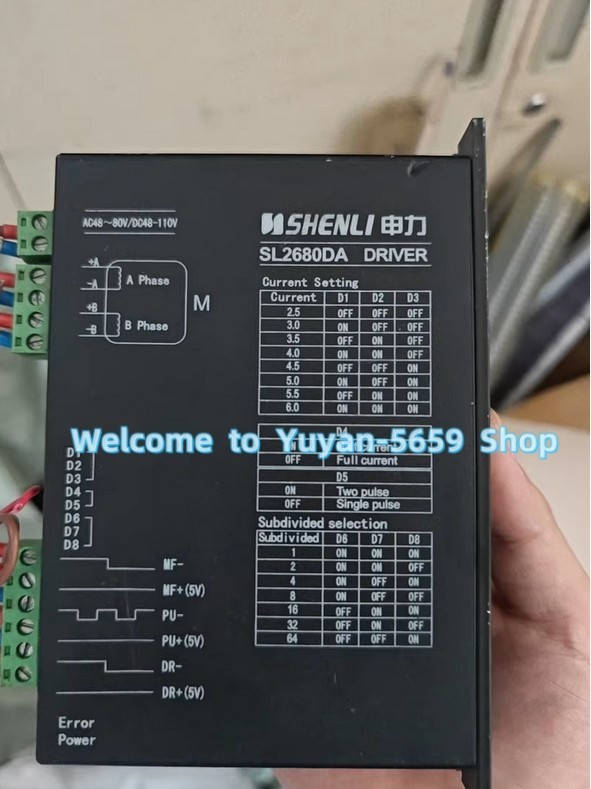 AC48~80V/DC48-110V
+A
-A
A Phase
+B
-B
B Phase
M
SHENLI 申力
SL2680DA DRIVER
Current Setting
Current D1 D2 D3
2.5 OFF OFF OFF
3.0 ON OFF OFF
3.5 OFF ON OFF
4.0 ON ON OFF
4.5 OFF OFF ON
5.0 ON OFF ON
5.5 OFF ON ON
6.0 ON ON ON
Welcome to Yuyan-5659 Shop
D4
OFF Full current
D5
ON Two pulse
OFF Single pulse
Subdivided selection
Subdivided D6 D7 D8
1 ON ON ON
2 ON ON OFF
4 ON OFF ON
8 ON OFF OFF
16 OFF ON ON
32 OFF ON OFF
64 OFF OFF ON
D1
D2
D3
D4
D5
D6
D7
D8
MF-
MF+(5V)
PU-
PU+(5V)
DR-
DR+(5V)
Error
Power